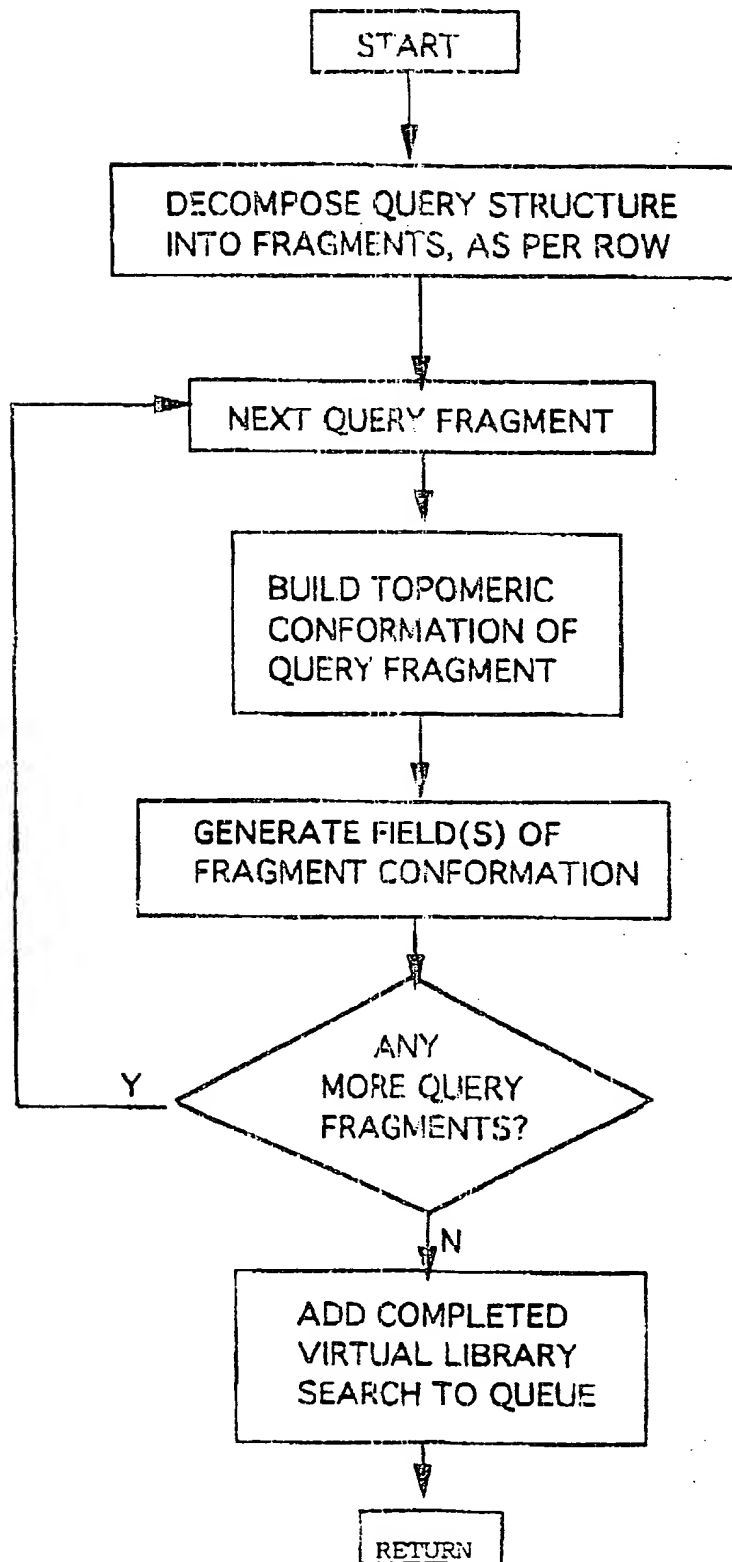 START
DECOMPOSE QUERY STRUCTURE
INTO FRAGMENTS, AS PER ROW
NEXT QUERY FRAGMENT
BUILD TOPOMERIC
CONFORMATION OF
QUERY FRAGMENT
GENERATE FIELD(S) OF
FRAGMENT CONFORMATION
ANY
MORE QUERY
FRAGMENTS?
Y
N
ADD COMPLETED
VIRTUAL LIBRARY
SEARCH TO QUEUE
RETURN